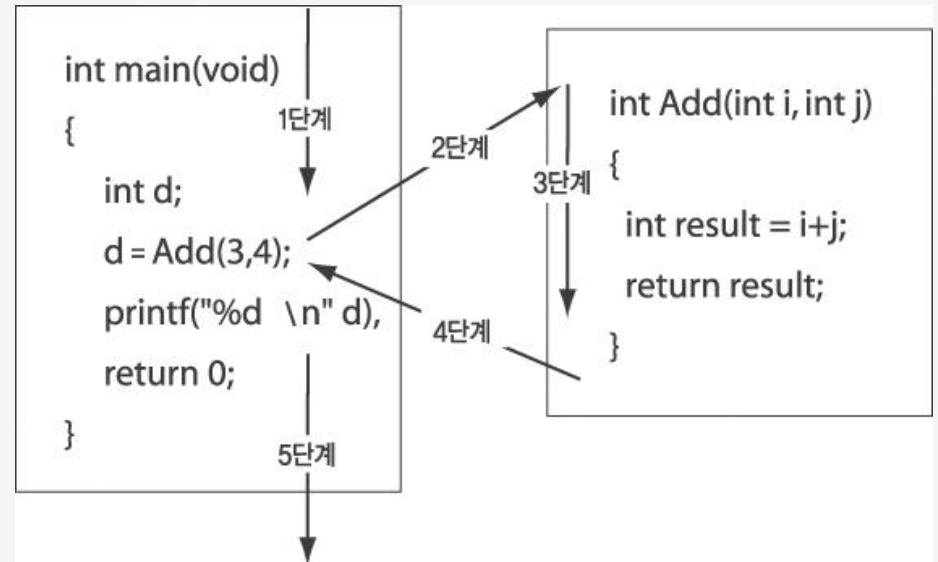 int main(void)
{
1단계
int d;
d = Add(3,4);
printf("%d \n" d),
return 0;
}
5단계
2단계
4단계
int Add(int i, int j)
{
3단계
int result = i+j;
return result;
}